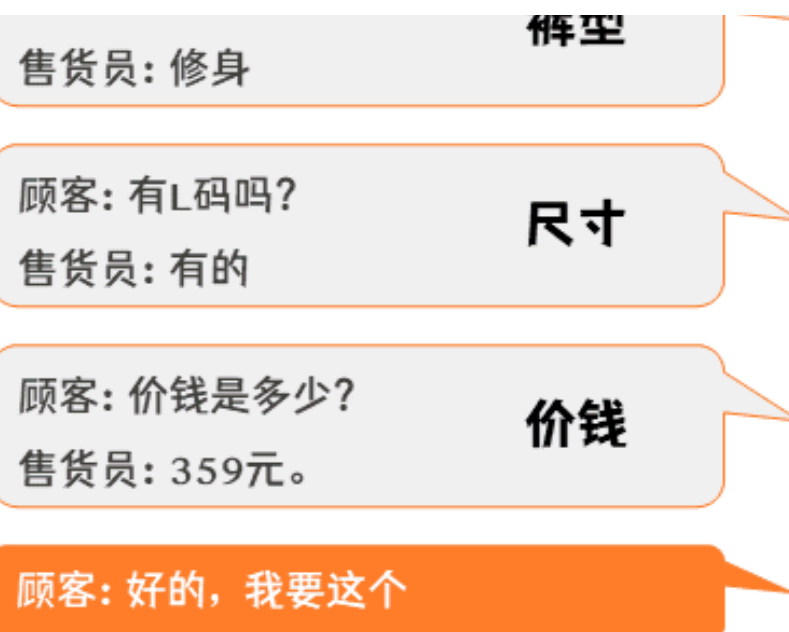 裤型
售货员: 修身
顾客: 有L码吗?
尺寸
售货员: 有的
顾客: 价钱是多少?
价钱
售货员: 359元。
顾客: 好的，我要这个